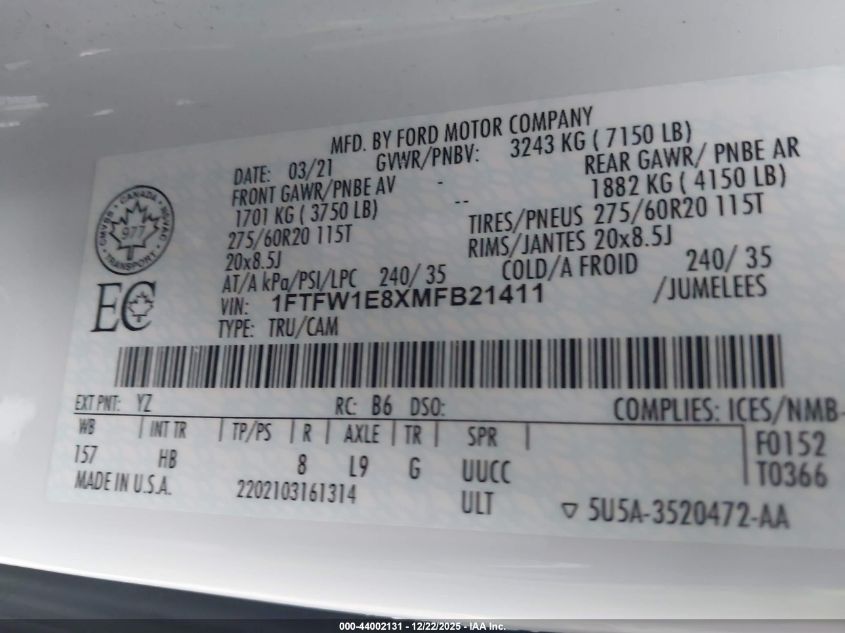 MFD. BY FORD MOTOR COMPANY
DATE: 03/21 GVWR/PNBV: 3243 KG ( 7150 LB)
FRONT GAWR/PNBE AV - REAR GAWR/ PNBE AR
1701 KG ( 3750 LB) -- 1882 KG ( 4150 LB)
275/60R20 115T TIRES/PNEUS 275/60R20 115T
20x8.5J RIMS/JANTES 20x8.5J
AT/A kPa/PSI/LPC 240/ 35 COLD/A FROID 240/ 35
VIN: 1FTFW1E8XMFB21411 /JUMELEES
TYPE: TRU/CAM
CANADA
977
TRANSPORT
EC
EXT PNT: YZ RC: B6 DSO: COMPLIES: ICES/NMB-
WB INT TR TP/PS R AXLE TR SPR F0152
157 HB 8 L9 G UUCC T0366
MADE IN U.S.A. 2202103161314 ULT 5U5A-3520472-AA
000-44002131 - 12/22/2025 - IAA Inc.